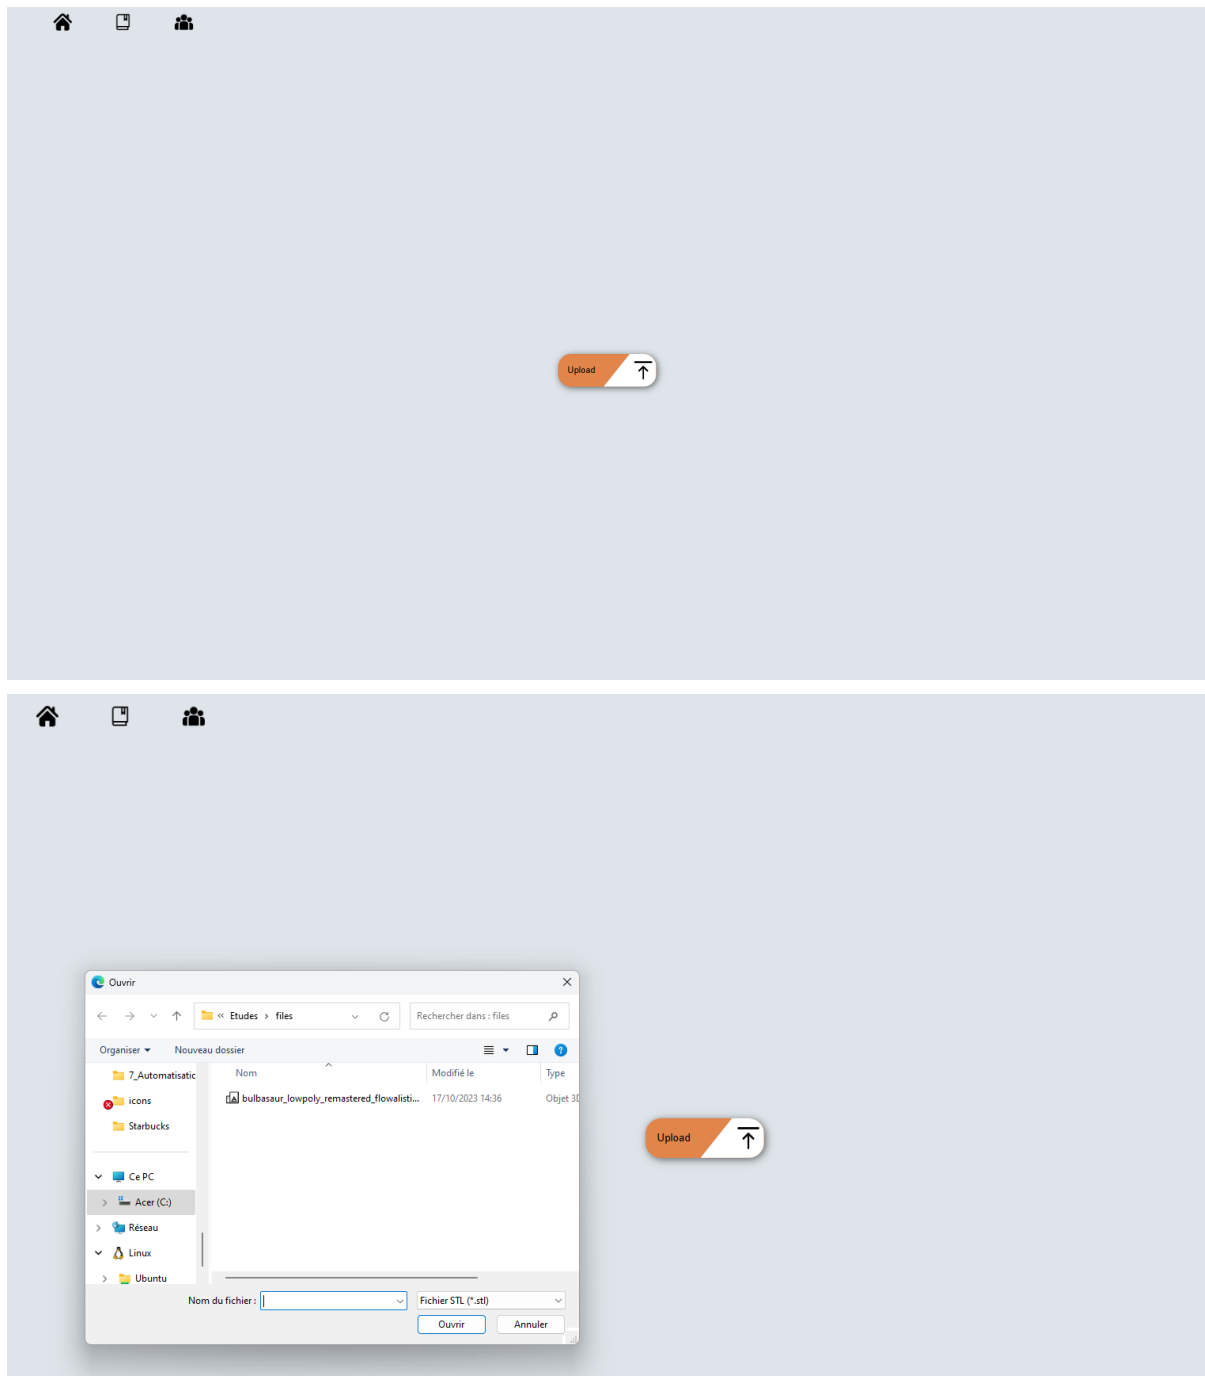 Upload
Ouvrir
« Etudes › files
Rechercher dans : files
Organiser
Nouveau dossier
Nom
Modifié le
Type
7_Automatisatic
icons
Starbucks
bulbasaur_lowpoly_remastered_flowalisti...
17/10/2023 14:36
Objet 3D
Ce PC
Acer (C:)
Réseau
Linux
Ubuntu
Upload
Nom du fichier :
Fichier STL (*.stl)
Ouvrir
Annuler